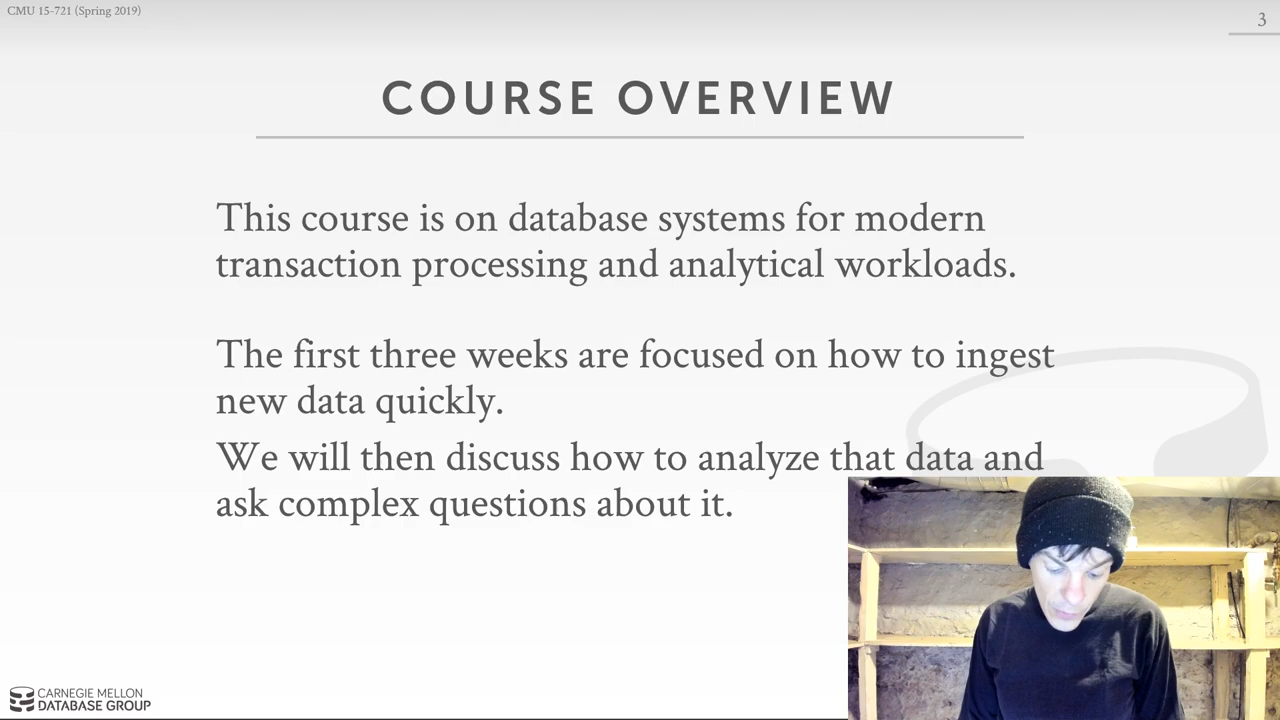 CMU 15-721 (Spring 2019)
3
COURSE OVERVIEW
This course is on database systems for modern
transaction processing and analytical workloads.
The first three weeks are focused on how to ingest
new data quickly.
We will then discuss how to analyze that data and
ask complex questions about it.
CARNEGIE MELLON
DATABASE GROUP